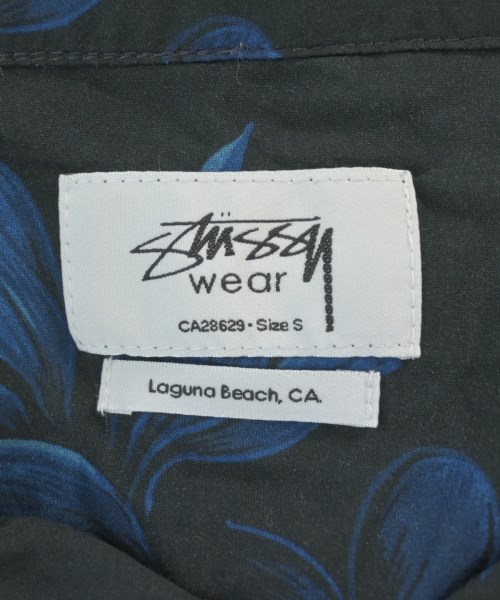 Stüssy
wear
CA28629 • Size S
Laguna Beach, CA.